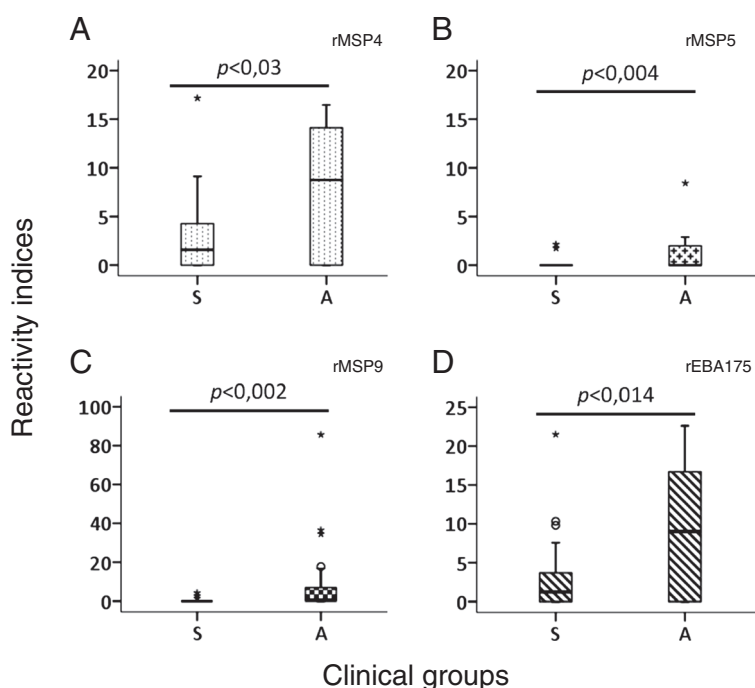 A
rMSP4
p<0,03
20
15
10
5
0
S A
B
rMSP5
p<0,004
20
15
10
5
0
S A
C
rMSP9
p<0,002
100
80
60
40
20
0
S A
D
rEBA175
p<0,014
25
20
15
10
5
0
S A
Reactivity indices
Clinical groups